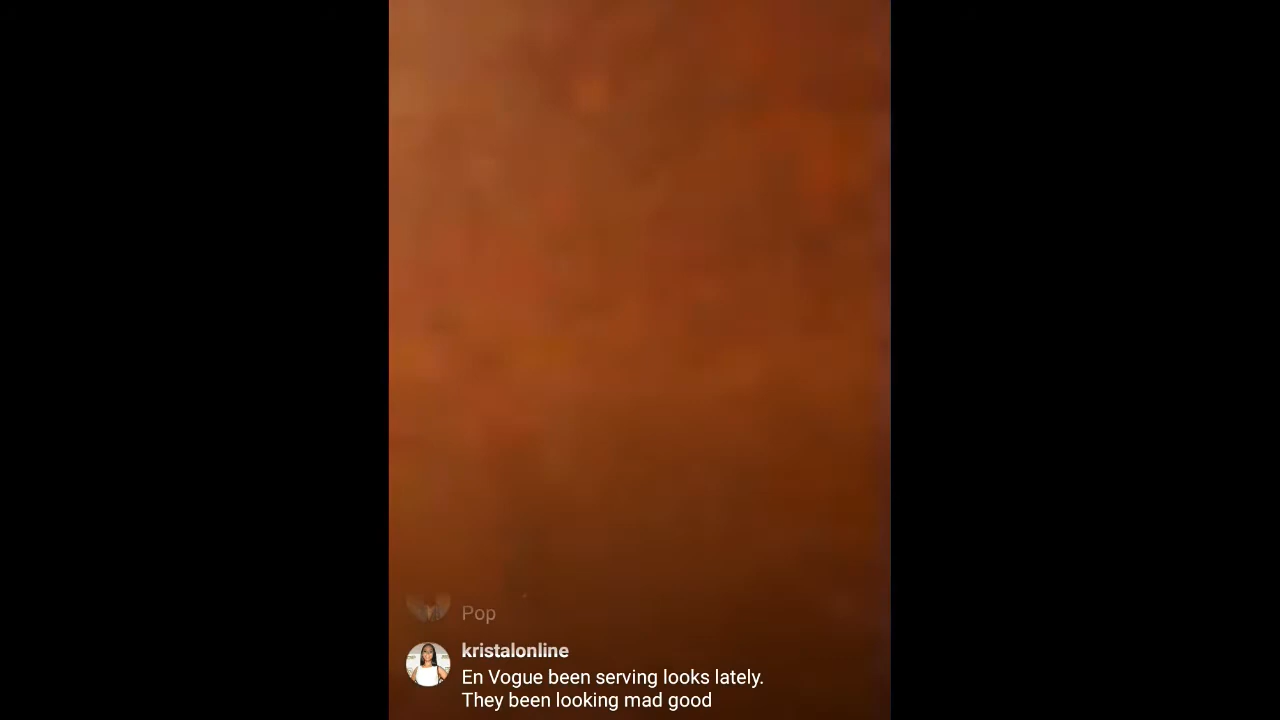 Pop
kristalonline
En Vogue been serving looks lately.
They been looking mad good